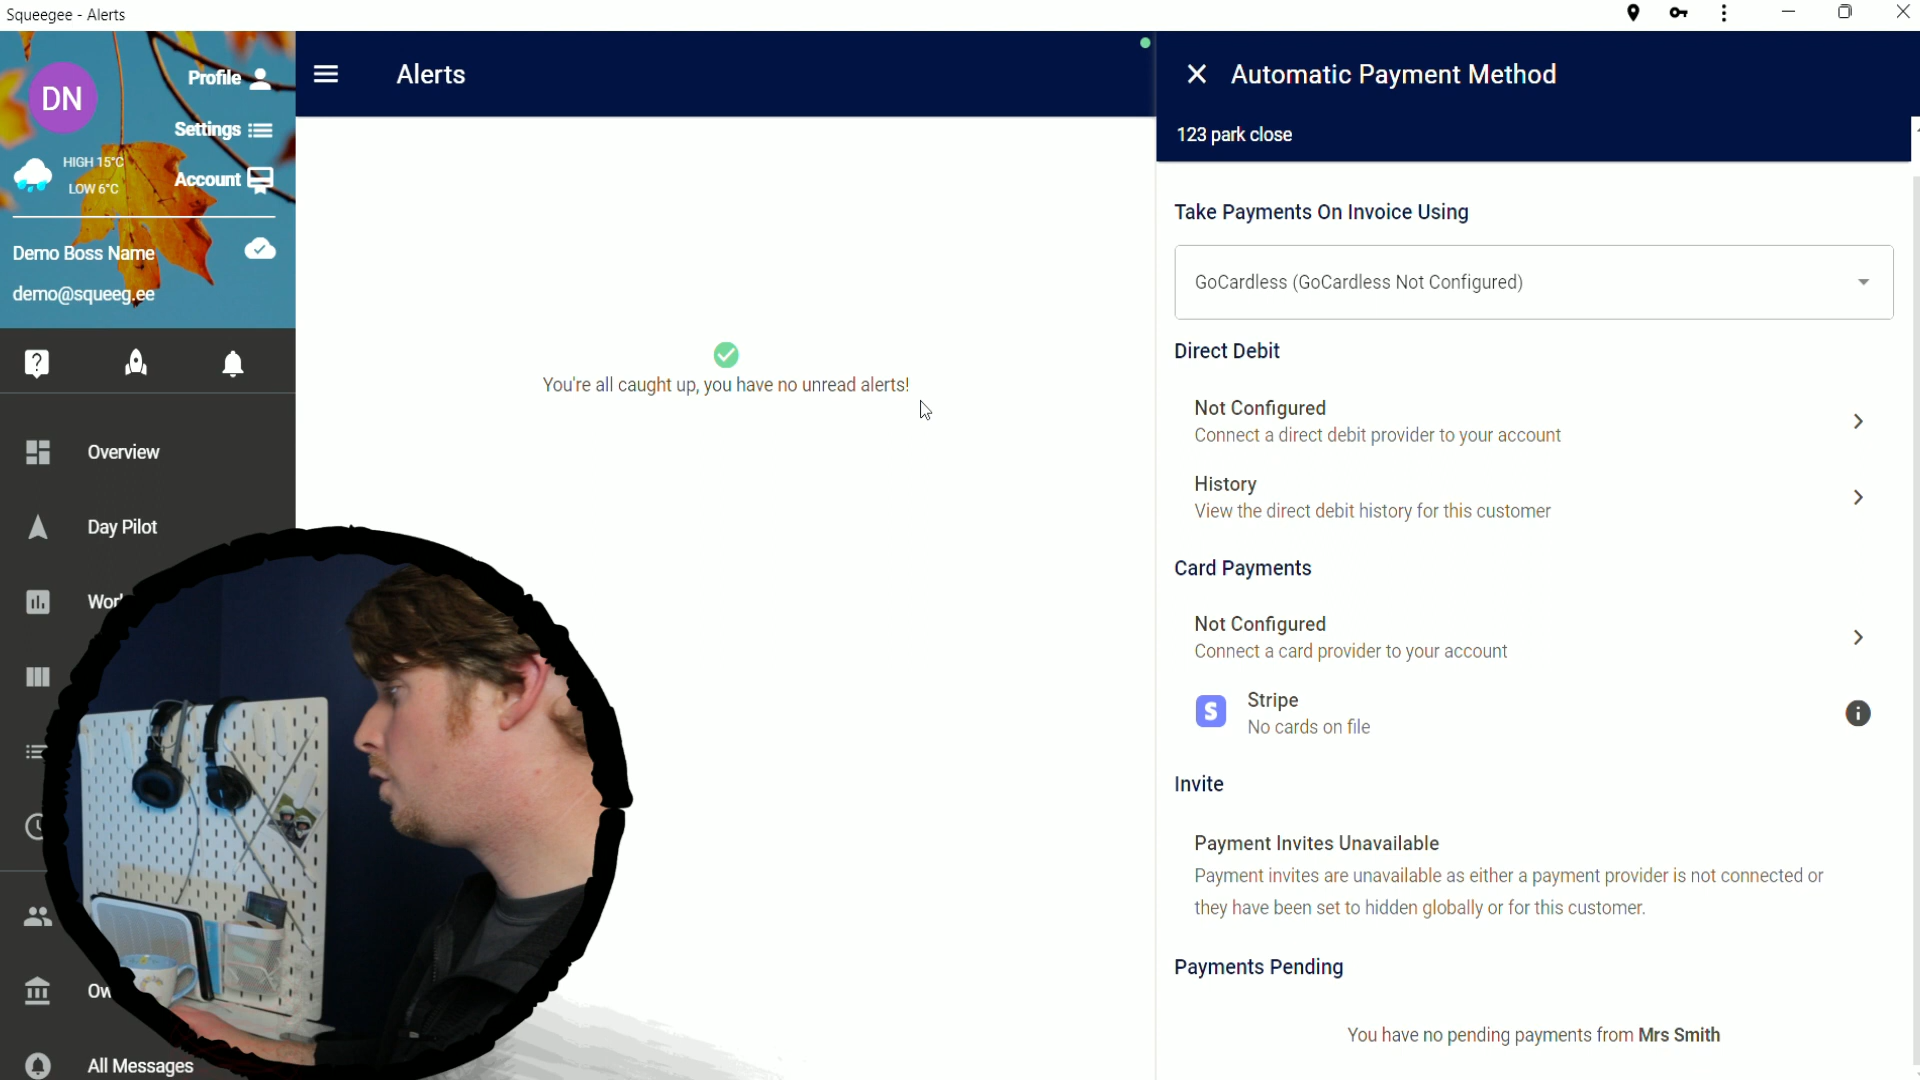 Squeegee - Alerts
DN
Profile
Settings
HIGH 15°C
LOW 6°C
Account
Demo Boss Name
demo@squeeg.ee
Overview
Day Pilot
All Messages
Alerts
You're all caught up, you have no unread alerts!
Automatic Payment Method
123 park close
Take Payments On Invoice Using
GoCardless (GoCardless Not Configured)
Direct Debit
Not Configured
Connect a direct debit provider to your account
History
View the direct debit history for this customer
Card Payments
Not Configured
Connect a card provider to your account
S
Stripe
No cards on file
Invite
Payment Invites Unavailable
Payment invites are unavailable as either a payment provider is not connected or
they have been set to hidden globally or for this customer.
Payments Pending
You have no pending payments from Mrs Smith